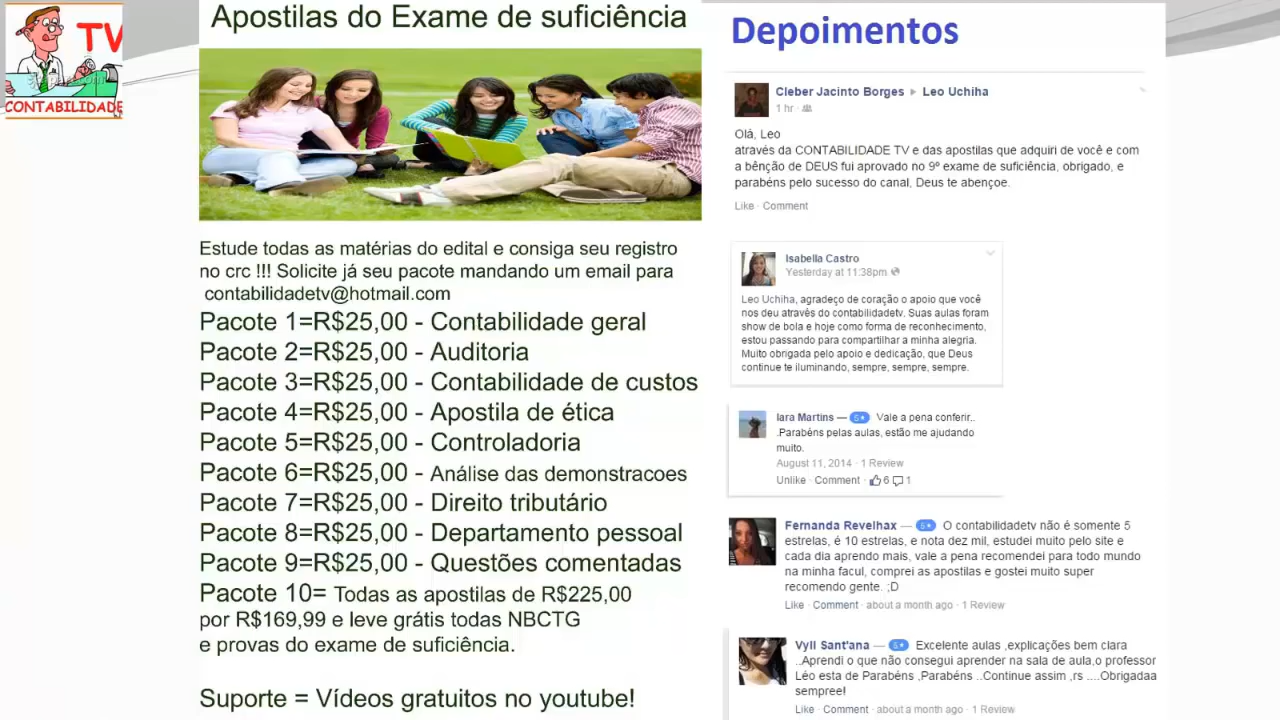 TV
CONTABILIDADE
Apostilas do Exame de suficiência
Estude todas as matérias do edital e consiga seu registro
no crc !!! Solicite já seu pacote mandando um email para
contabilidadetv@hotmail.com
Pacote 1=R$25,00 - Contabilidade geral
Pacote 2=R$25,00 - Auditoria
Pacote 3=R$25,00 - Contabilidade de custos
Pacote 4=R$25,00 - Apostila de ética
Pacote 5=R$25,00 - Controladoria
Pacote 6=R$25,00 - Análise das demonstracoes
Pacote 7=R$25,00 - Direito tributário
Pacote 8=R$25,00 - Departamento pessoal
Pacote 9=R$25,00 - Questões comentadas
Pacote 10= Todas as apostilas de R$225,00
por R$169,99 e leve grátis todas NBCTG
e provas do exame de suficiência.
Suporte = Vídeos gratuitos no youtube!
Depoimentos
Cleber Jacinto Borges ▸ Leo Uchiha
1 hr ·
Olá, Leo
através da CONTABILIDADE TV e das apostilas que adquiri de você e com
a bênção de DEUS fui aprovado no 9º exame de suficiência, obrigado, e
parabéns pelo sucesso do canal, Deus te abençoe.
Like · Comment
Isabella Castro
Yesterday at 11:38pm ·
Leo Uchiha, agradeço de coração o apoio que você
nos deu através do contabilidadetv. Suas aulas foram
show de bola e hoje como forma de reconhecimento,
estou passando para compartilhar a minha alegria.
Muito obrigada pelo apoio e dedicação, que Deus
continue te iluminando, sempre, sempre, sempre.
Iara Martins — 5★ Vale a pena conferir..
.Parabéns pelas aulas, estão me ajudando
muito.
August 11, 2014 · 1 Review
Unlike · Comment · 6 1
Fernanda Revelhax — 5★ O contabilidadetv não é somente 5
estrelas, é 10 estrelas, e nota dez mil, estudei muito pelo site e
cada dia aprendo mais, vale a pena recomendei para todo mundo
na minha facul, comprei as apostilas e gostei muito super
recomendo gente. ;D
Like · Comment · about a month ago · 1 Review
Vyll Sant'ana — 5★ Excelente aulas ,explicações bem clara
..Aprendi o que não consegui aprender na sala de aula,o professor
Léo esta de Parabéns ,Parabéns ..Continue assim ,rs ....Obrigadaa
sempree!
Like · Comment · about a month ago · 1 Review